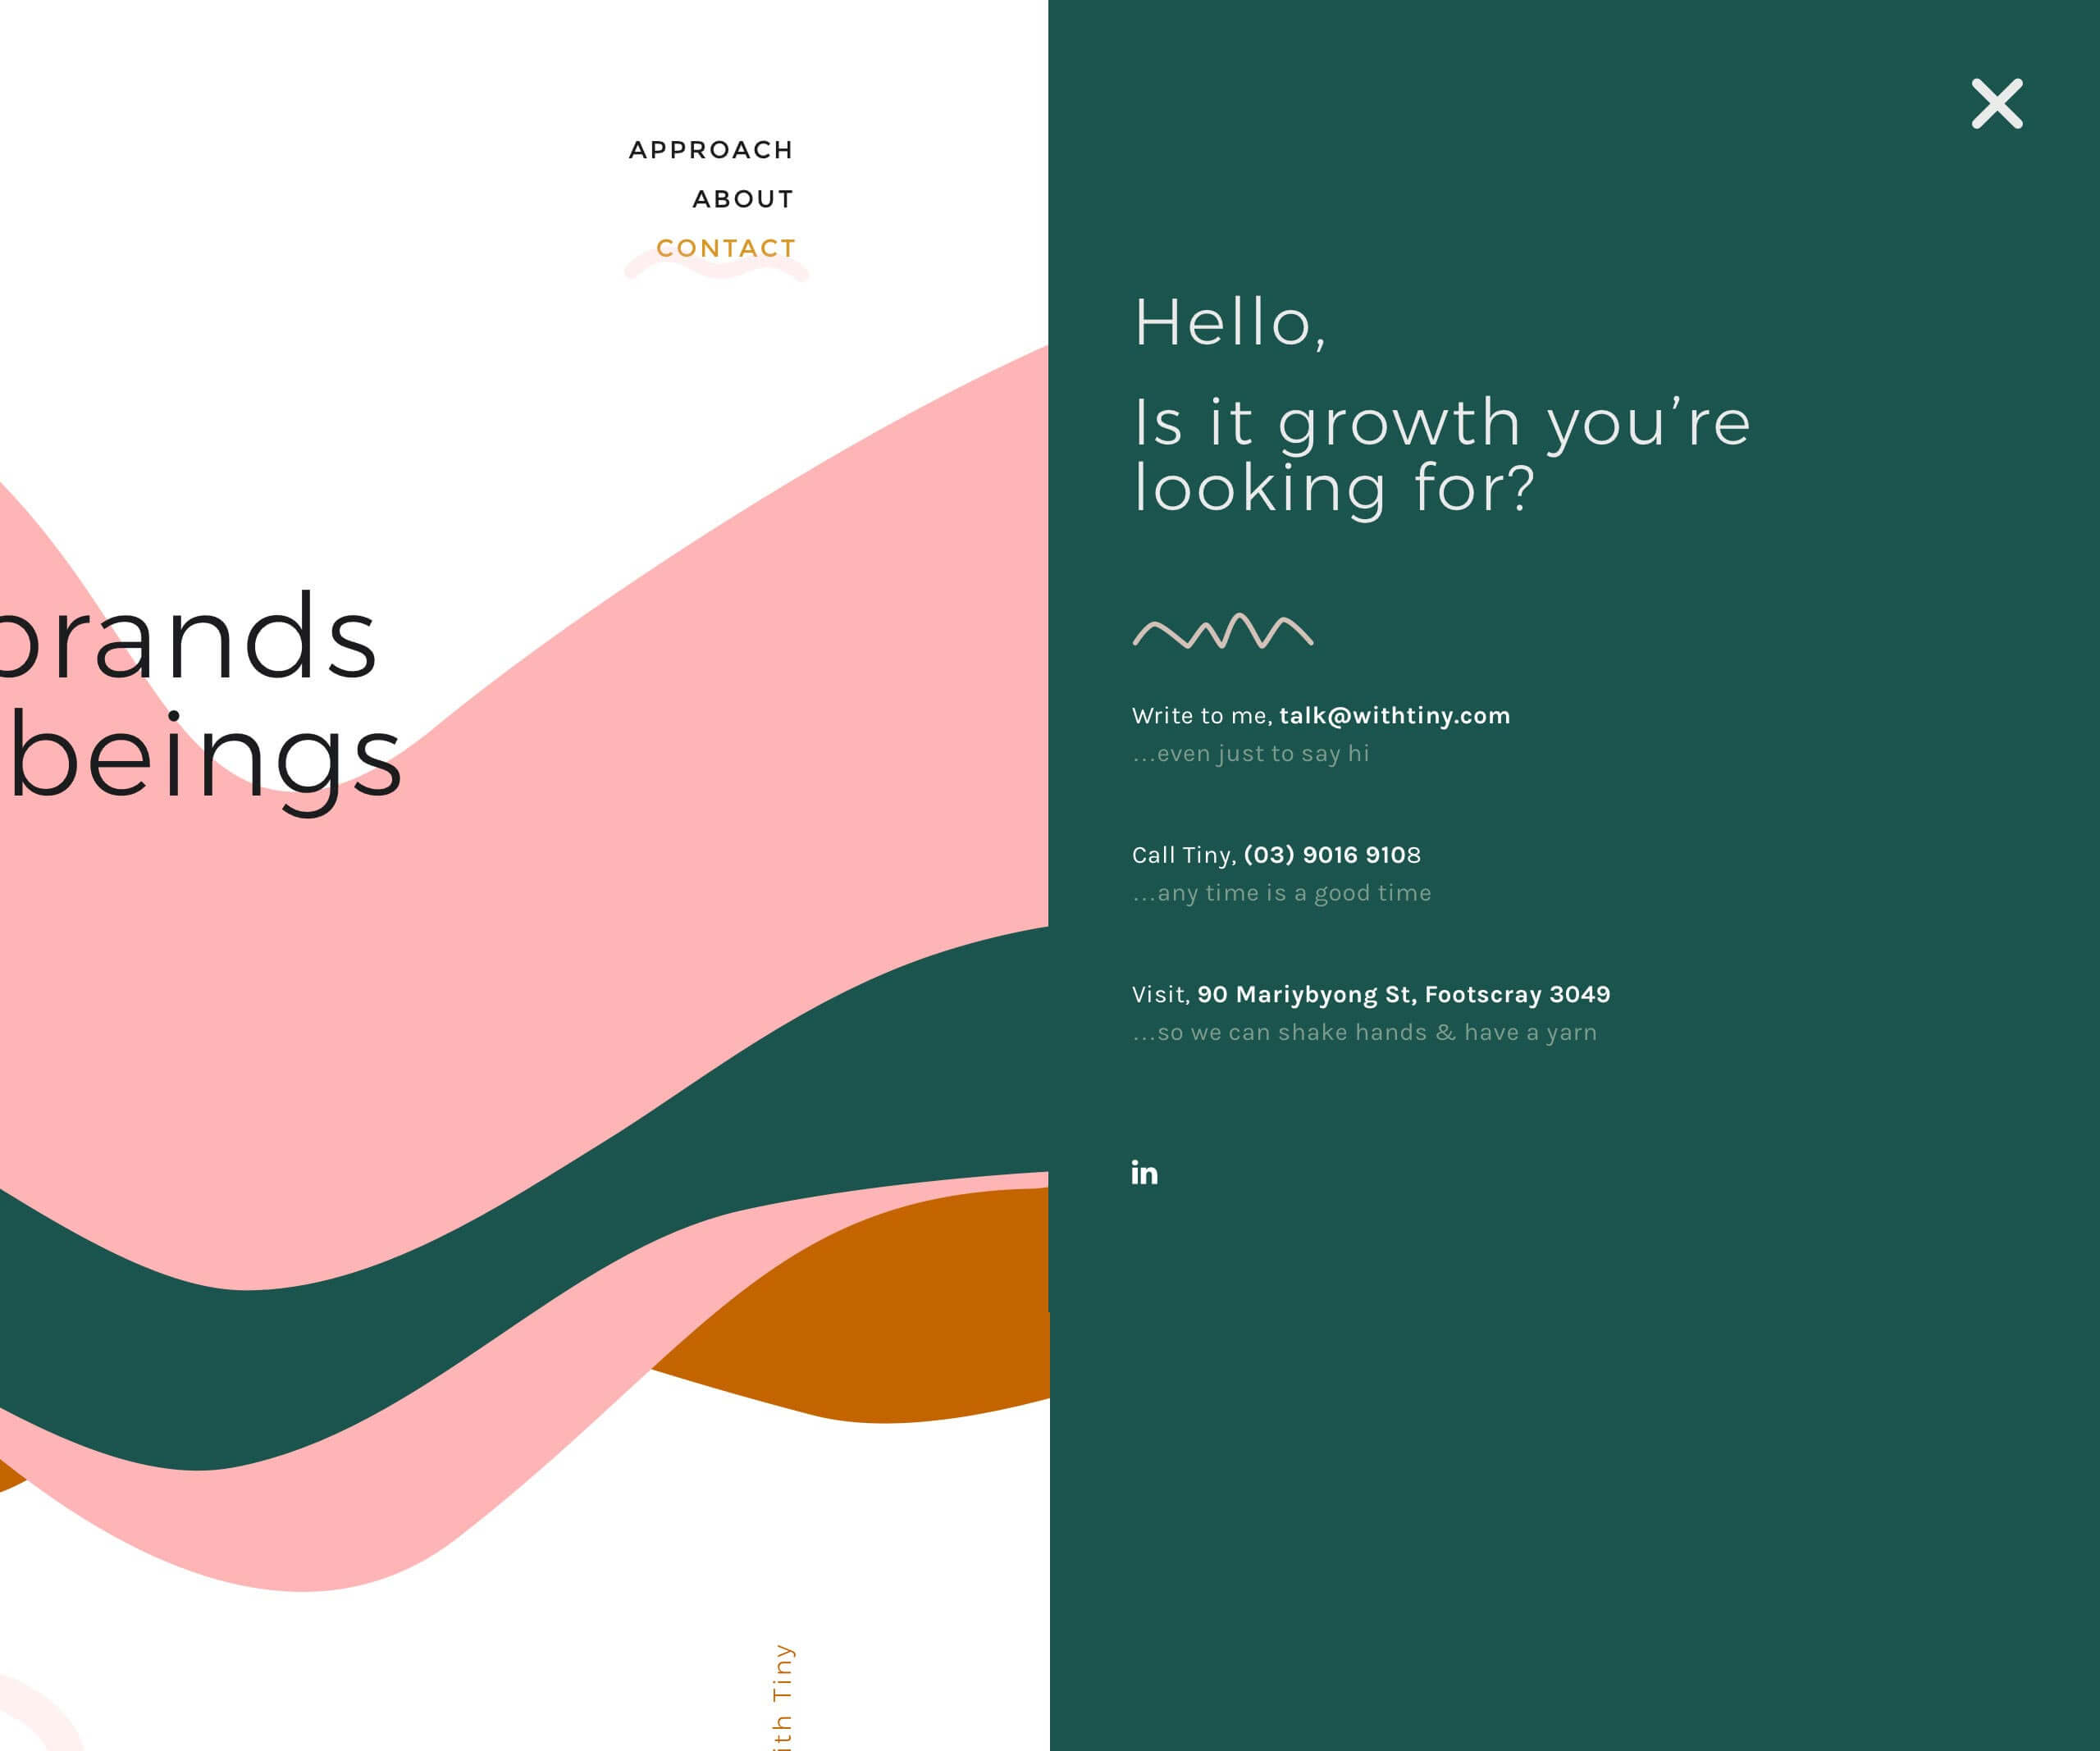 APPROACH
ABOUT
CONTACT
brands
beings
ith Tiny
Hello,
Is it growth you’re
looking for?
Write to me, talk@withtiny.com
...even just to say hi
Call Tiny, (03) 9016 9108
...any time is a good time
Visit, 90 Mariybyong St, Footscray 3049
...so we can shake hands & have a yarn
in